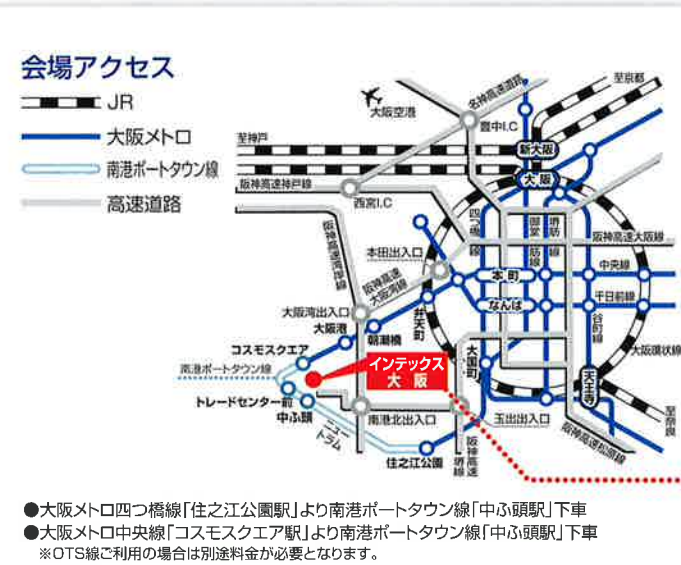 会場アクセス
JR
大阪メトロ
南港ポートタウン線
高速道路
大阪空港
名神高速道路
至京都
豊中I.C
至神戸
新大阪
大阪
阪神高速神戸線
西宮I.C
四つ橋線
御堂筋線
堺筋線
阪神高速湾岸線
本田出入口
阪神高速大阪線
阪神高速
大阪湾線
本町
中央線
なんば
千日前線
弁天町
谷町線
大阪湾出入口
大阪港
朝潮橋
大阪環状線
コスモスクエア
南港ポートタウン線
インテックス
大阪
大国町
天王寺
トレードセンター前
中ふ頭
ニュー
トラム
南港北出入口
玉出出入口
至奈良
住之江公園
阪神高速
堺線
阪神高速松原線
●大阪メトロ四つ橋線「住之江公園駅」より南港ポートタウン線「中ふ頭駅」下車
●大阪メトロ中央線「コスモスクエア駅」より南港ポートタウン線「中ふ頭駅」下車
※OTS線ご利用の場合は別途料金が必要となります。